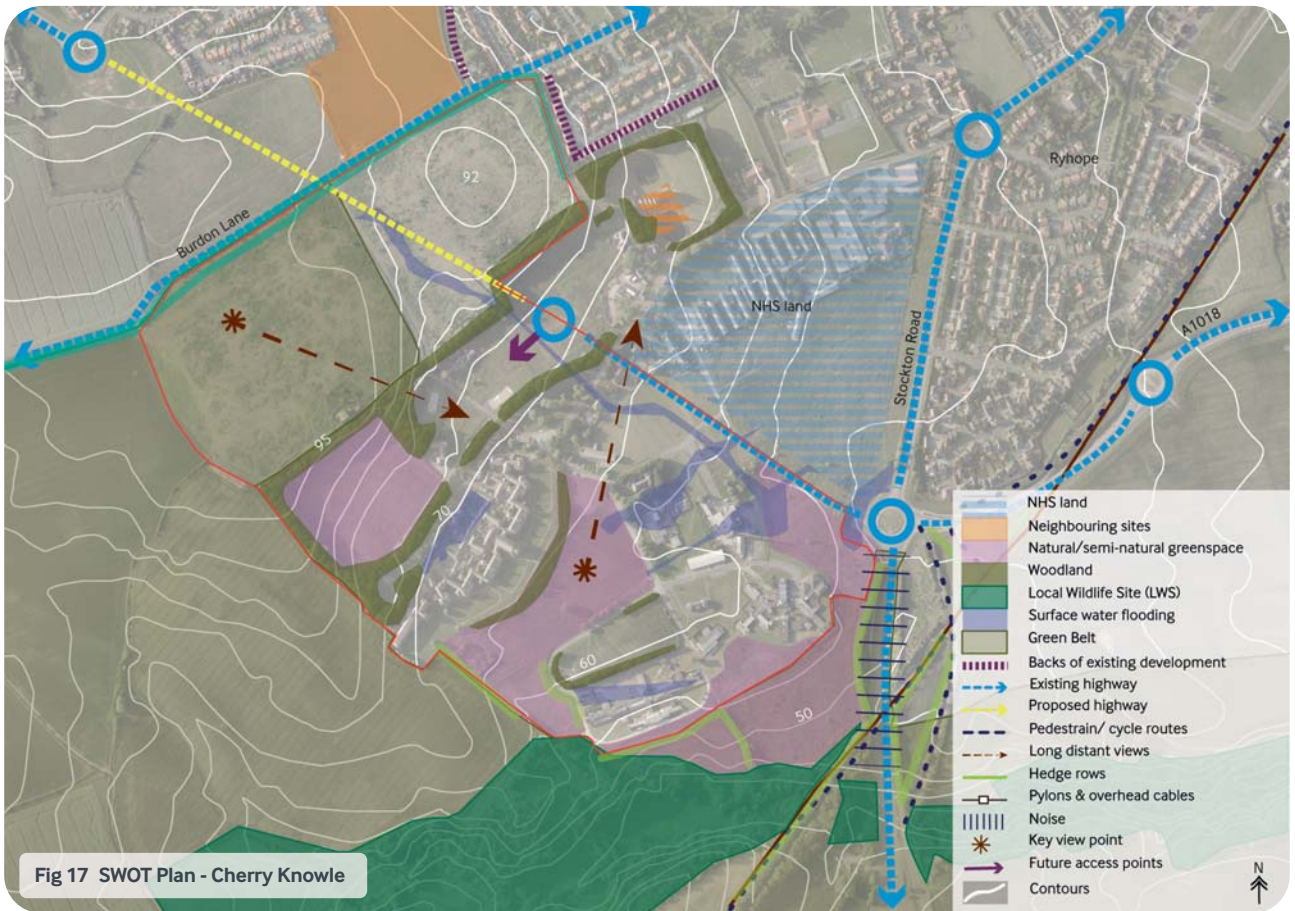 92
Ryhope
Burdon Lane
NHS land
Stockton Road
A1018
95
70
60
50
NHS land
Neighbouring sites
Natural/semi-natural greenspace
Woodland
Local Wildlife Site (LWS)
Surface water flooding
Green Belt
Backs of existing development
Existing highway
Proposed highway
Pedestrain/ cycle routes
Long distant views
Hedge rows
Pylons & overhead cables
Noise
Key view point
Future access points
Contours
N
Fig 17 SWOT Plan - Cherry Knowle